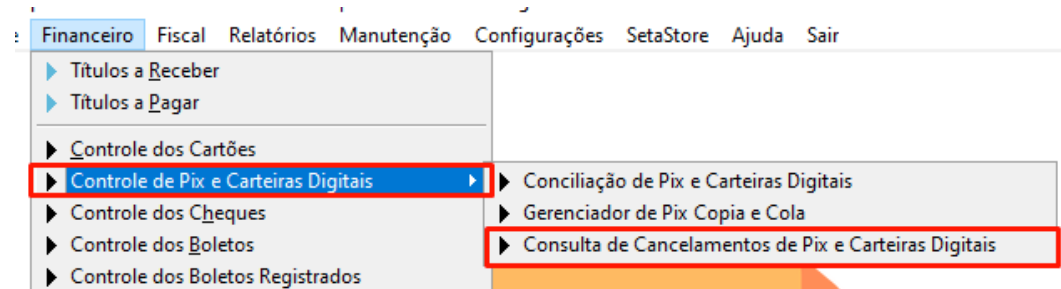 e Financeiro Fiscal Relatórios Manutenção Configurações SetaStore Ajuda Sair
Títulos a Receber
Títulos a Pagar
Controle dos Cartões
Controle de Pix e Carteiras Digitais
Controle dos Cheques
Controle dos Boletos
Controle dos Boletos Registrados
Conciliação de Pix e Carteiras Digitais
Gerenciador de Pix Copia e Cola
Consulta de Cancelamentos de Pix e Carteiras Digitais